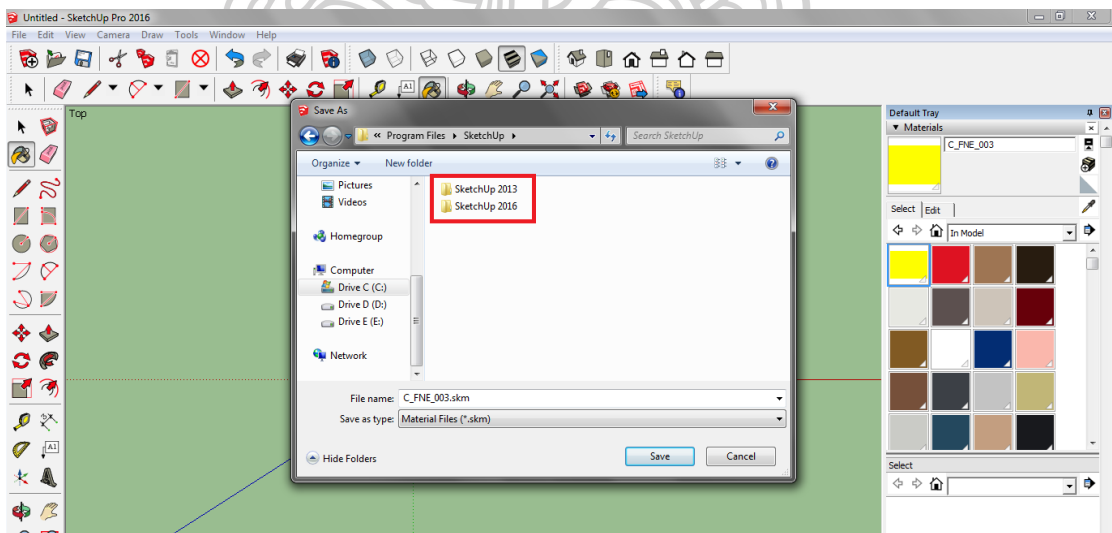 Untitled - SketchUp Pro 2016
File Edit View Camera Draw Tools Window Help
Top
Save As
« Program Files ▸ SketchUp ▸
Search SketchUp
Organize ▾ New folder
Pictures
Videos
Homegroup
Computer
Drive C (C:)
Drive D (D:)
Drive E (E:)
Network
SketchUp 2013
SketchUp 2016
File name: C_FNE_003.skm
Save as type: Material Files (*.skm)
Hide Folders
Save Cancel
Default Tray
▼ Materials
C_FNE_003
Select Edit
In Model
Select
A1
A1